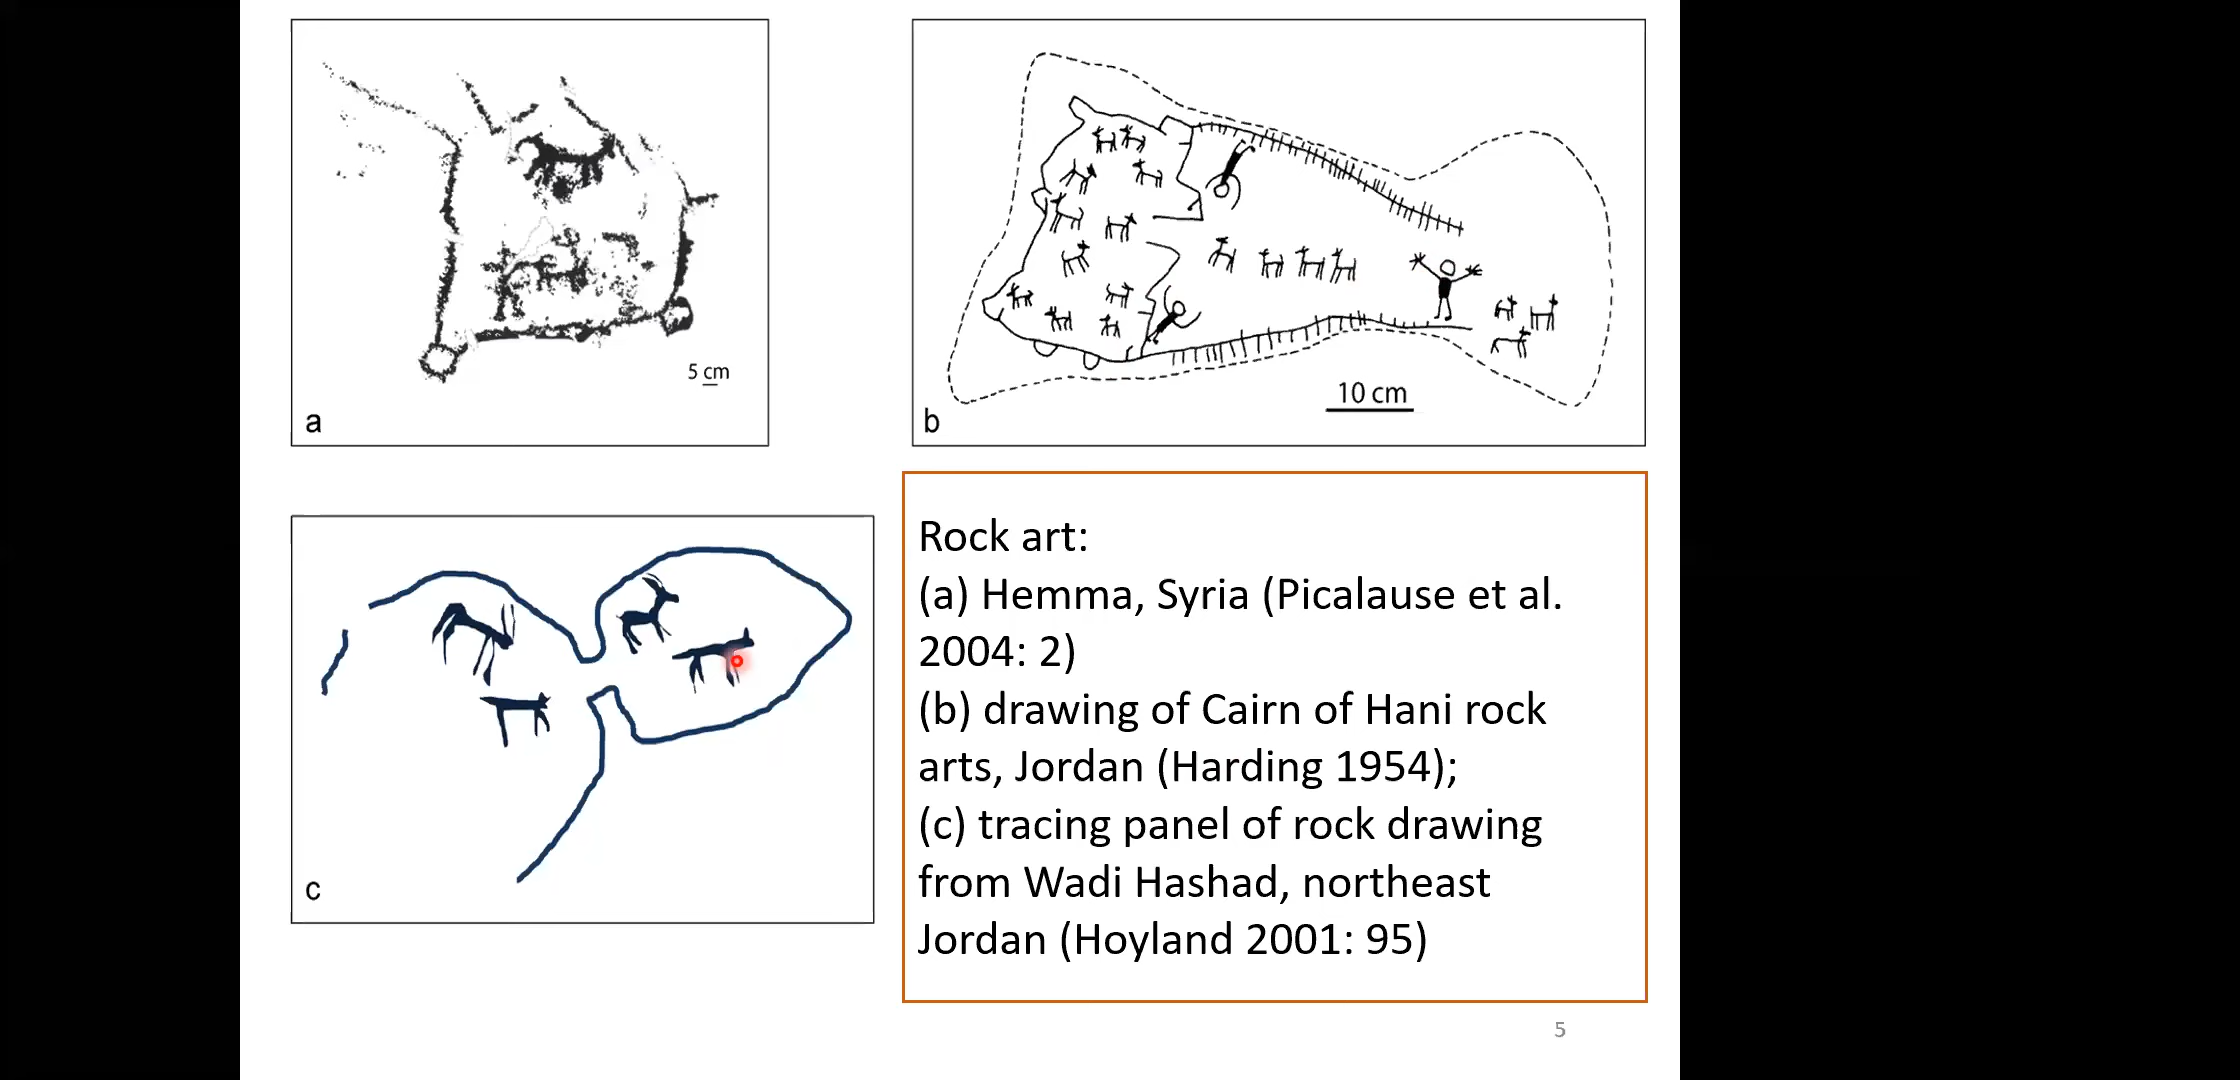 5 cm
a
10 cm
b
c
Rock art:
(a) Hemma, Syria (Picalause et al.
2004: 2)
(b) drawing of Cairn of Hani rock
arts, Jordan (Harding 1954);
(c) tracing panel of rock drawing
from Wadi Hashad, northeast
Jordan (Hoyland 2001: 95)
5